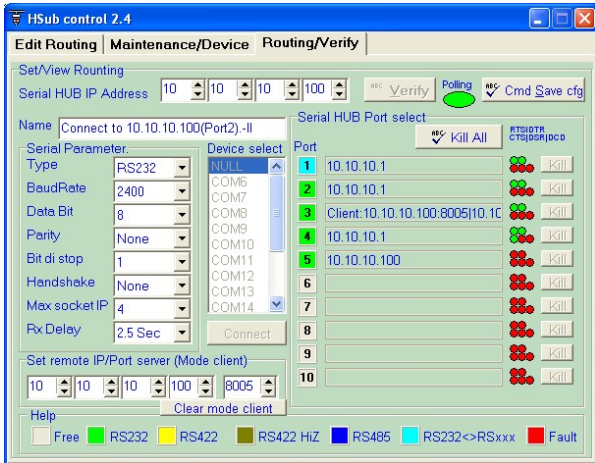 HSub control 2.4
Edit Routing Maintenance/Device Routing/Verify
Set/View Rounting
Serial HUB IP Address 10 10 10 100 Verify Polling Cmd Save cfg
Name Connect to 10.10.10.100(Port2).-II
Serial Parameter.
Type RS232
BaudRate 2400
Data Bit 8
Parity None
Bit di stop 1
Handshake None
Max socket IP 4
Rx Delay 2.5 Sec
Device select
NULL
COM6
COM7
COM8
COM9
COM10
COM11
COM12
COM13
COM14
Connect
Set remote IP/Port server (Mode client)
10 10 10 100 8005
Clear mode client
Serial HUB Port select
Port Kill All RTS|DTR
CTS|DSR|DCD
1 10.10.10.1 Kill
2 10.10.10.1 Kill
3 Client:10.10.10.100:8005|10.10 Kill
4 10.10.10.1 Kill
5 10.10.10.100 Kill
6 Kill
7 Kill
8 Kill
9 Kill
10 Kill
Help
Free RS232 RS422 RS422 HiZ RS485 RS232<>RSxxx Fault